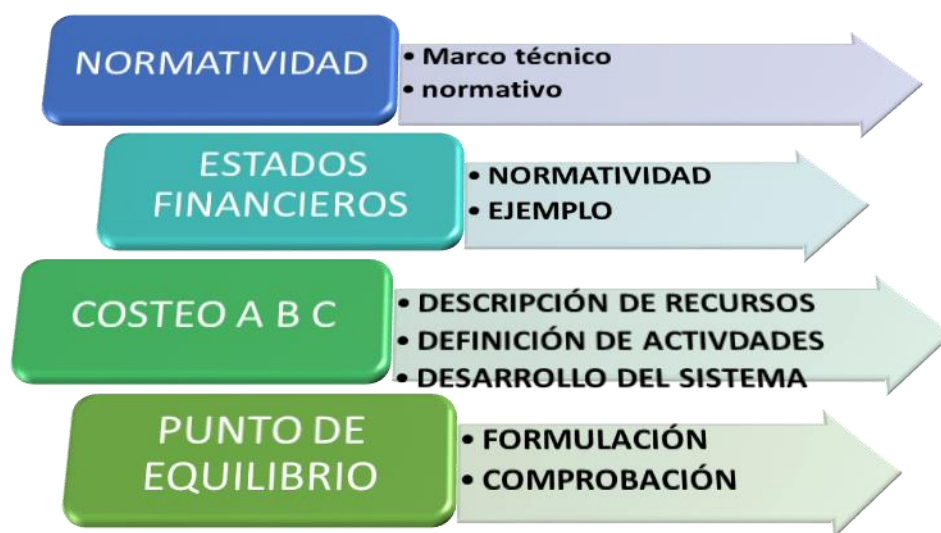 NORMATIVIDAD
• Marco técnico
• normativo
ESTADOS
FINANCIEROS
• NORMATIVIDAD
• EJEMPLO
COSTEO A B C
• DESCRIPCIÓN DE RECURSOS
• DEFINICIÓN DE ACTIVDADES
• DESARROLLO DEL SISTEMA
PUNTO DE
EQUILIBRIO
• FORMULACIÓN
• COMPROBACIÓN